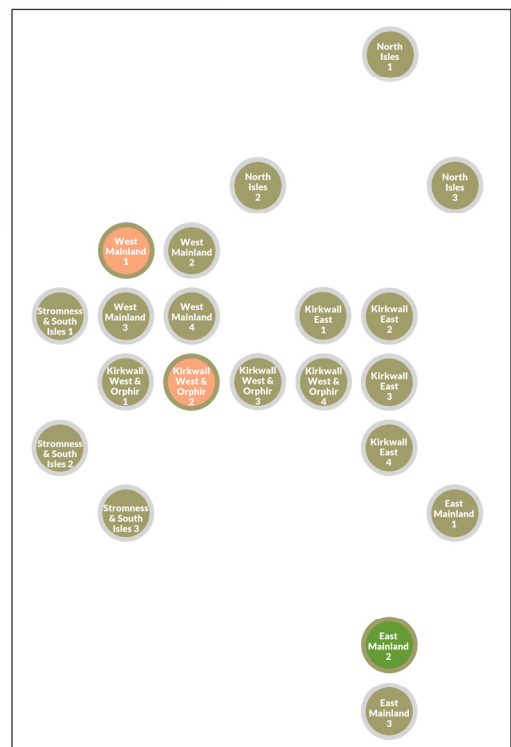 North
Isles
1
North
Isles
2
North
Isles
3
West
Mainland
1
West
Mainland
2
Stromness
& South
Isles 1
West
Mainland
3
West
Mainland
4
Kirkwall
East
1
Kirkwall
East
2
Kirkwall
West &
Orphir
1
Kirkwall
West &
Orphir
2
Kirkwall
West &
Orphir
3
Kirkwall
West &
Orphir
4
Kirkwall
East
3
Stromness
& South
Isles 2
Kirkwall
East
4
Stromness
& South
Isles 3
East
Mainland
1
East
Mainland
2
East
Mainland
3